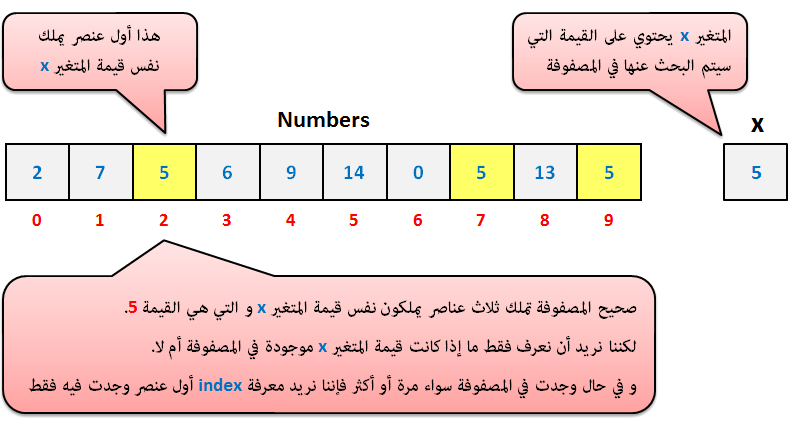 هذا أول عنصر يملك
نفس قيمة المتغير x
المتغير x يحتوي على القيمة التي
سيتم البحث عنها في المصفوفة
Numbers
x
2 7 5 6 9 14 0 5 13 5
5
0 1 2 3 4 5 6 7 8 9
صحيح المصفوفة تملك ثلاث عناصر يملكون نفس قيمة المتغير x و التي هي القيمة 5.
لكننا نريد أن نعرف فقط ما إذا كانت قيمة المتغير x موجودة في المصفوفة أم لا.
و في حال وجدت في المصفوفة سواء مرة أو أكثر فإننا نريد معرفة index أول عنصر وجدت فيه فقط